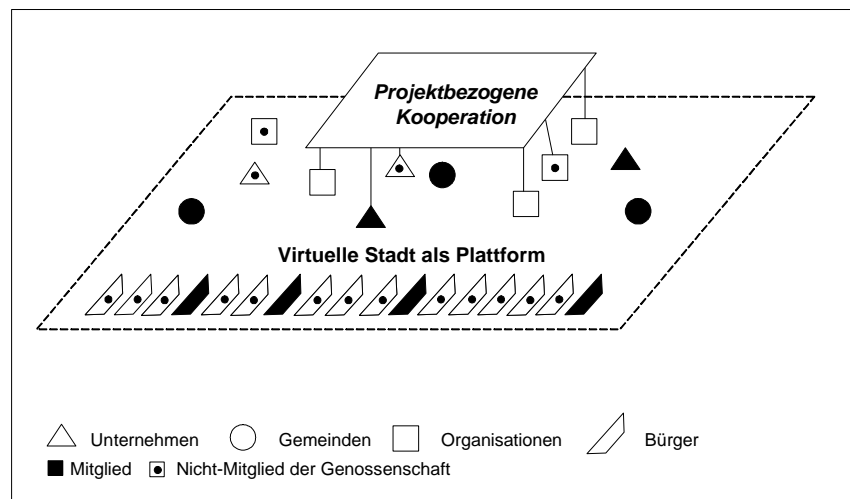 Projektbezogene
Kooperation
Virtuelle Stadt als Plattform
Unternehmen Gemeinden Organisationen Bürger
Mitglied Nicht-Mitglied der Genossenschaft